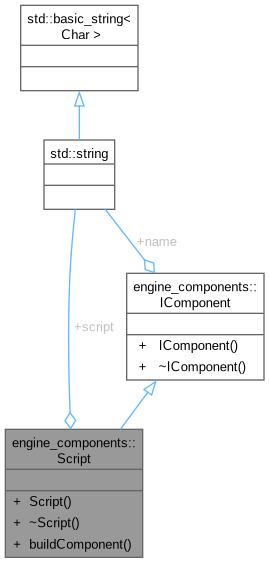 std::basic_string<
Char >
std::string
+name
engine_components::
IComponent
+ IComponent()
+ ~IComponent()
+script
engine_components::
Script
+ Script()
+ ~Script()
+ buildComponent()